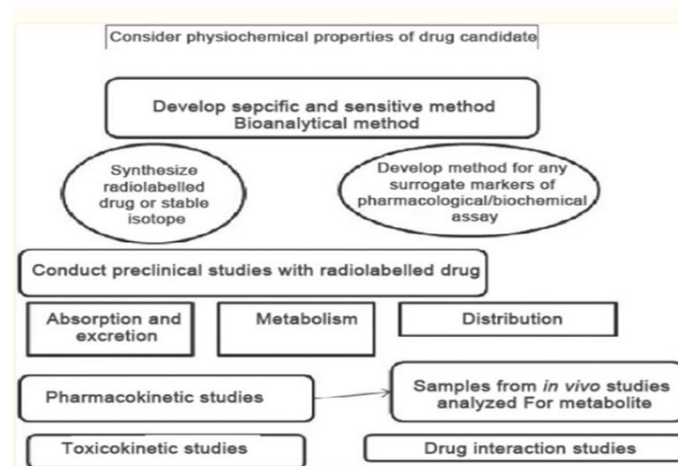 Consider physiochemical properties of drug candidate
Develop sepcific and sensitive method
Bioanalytical method
Synthesize
radiolabelled
drug or stable
isotope
Develop method for any
surrogate markers of
pharmacological/biochemical
assay
Conduct preclinical studies with radiolabelled drug
Absorption and
excretion
Metabolism
Distribution
Pharmacokinetic studies
Samples from in vivo studies
analyzed For metabolite
Toxicokinetic studies
Drug interaction studies